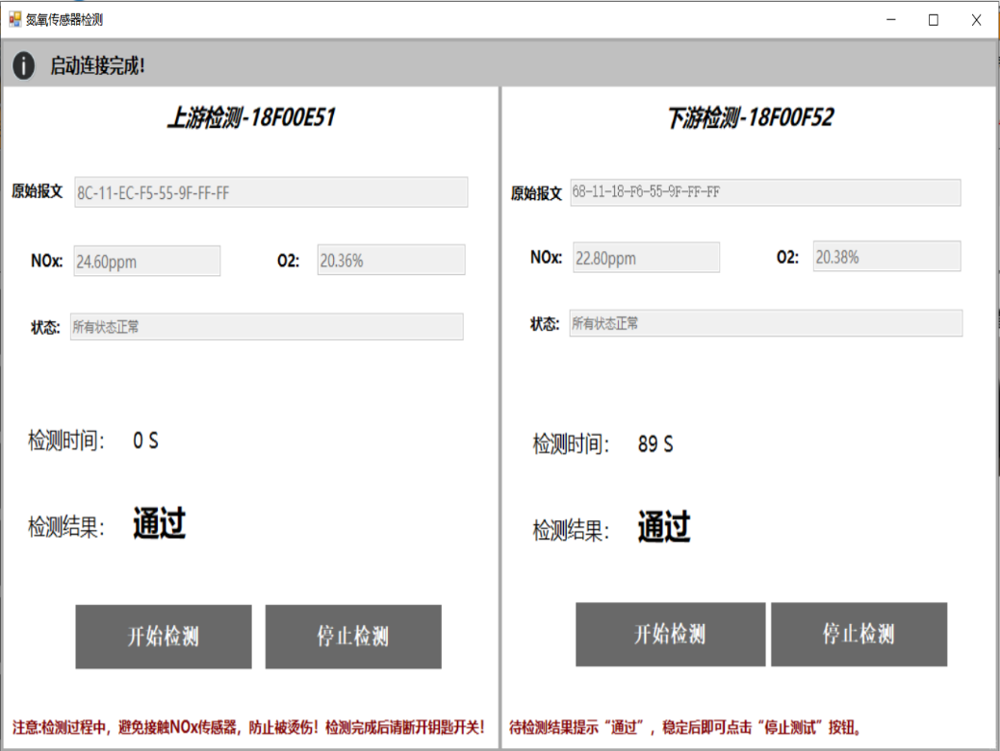 氮氧传感器检测
启动连接完成!
上游检测-18F00E51
原始报文 8C-11-EC-F5-55-9F-FF-FF
NOx: 24.60ppm O2: 20.36%
状态: 所有状态正常
检测时间: 0 S
检测结果: 通过
开始检测 停止检测
注意:检测过程中，避免接触NOx传感器，防止被烫伤！检测完成后请断开钥匙开关！
下游检测-18F00F52
原始报文 68-11-18-F6-55-9F-FF-FF
NOx: 22.80ppm O2: 20.38%
状态: 所有状态正常
检测时间: 89 S
检测结果: 通过
开始检测 停止检测
待检测结果提示“通过”，稳定后即可点击“停止测试”按钮。